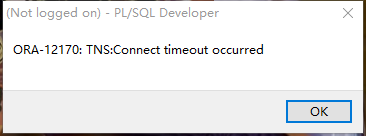 (Not logged on) - PL/SQL Developer
ORA-12170: TNS:Connect timeout occurred
OK